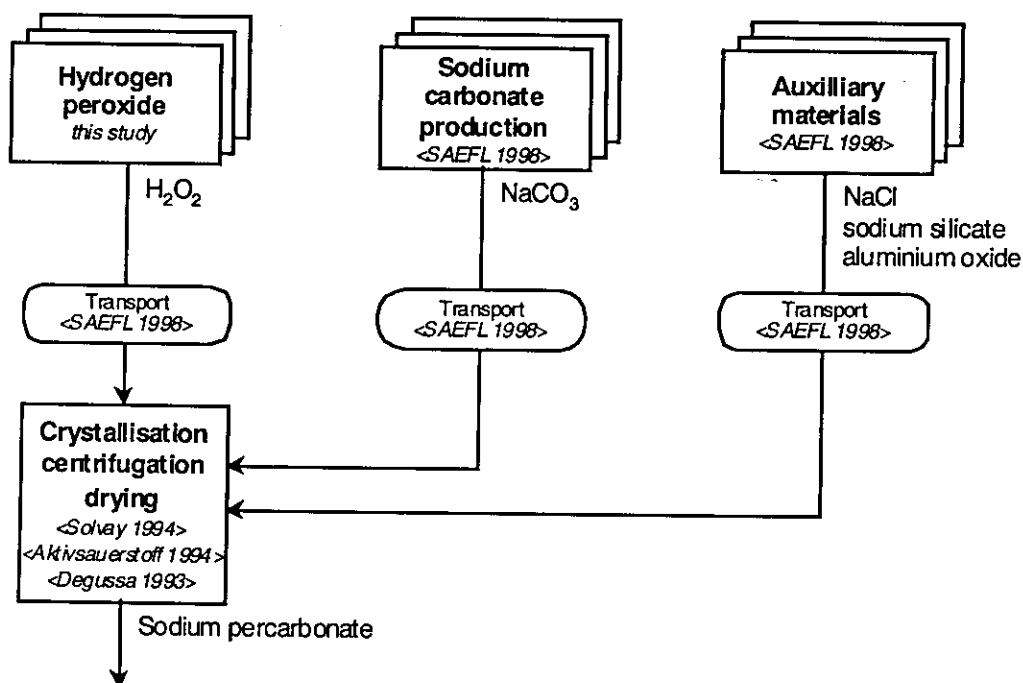 Hydrogen
peroxide
this study
Sodium
carbonate
production
<SAEFL 1998>
Auxilliary
materials
<SAEFL 1998>
H₂O₂
NaCO₃
NaCl
sodium silicate
aluminium oxide
Transport
<SAEFL 1998>
Transport
<SAEFL 1998>
Transport
<SAEFL 1998>
Crystallisation
centrifugation
drying
<Solvay 1994>
<Aktivsauerstoff 1994>
<Degussa 1993>
Sodium percarbonate